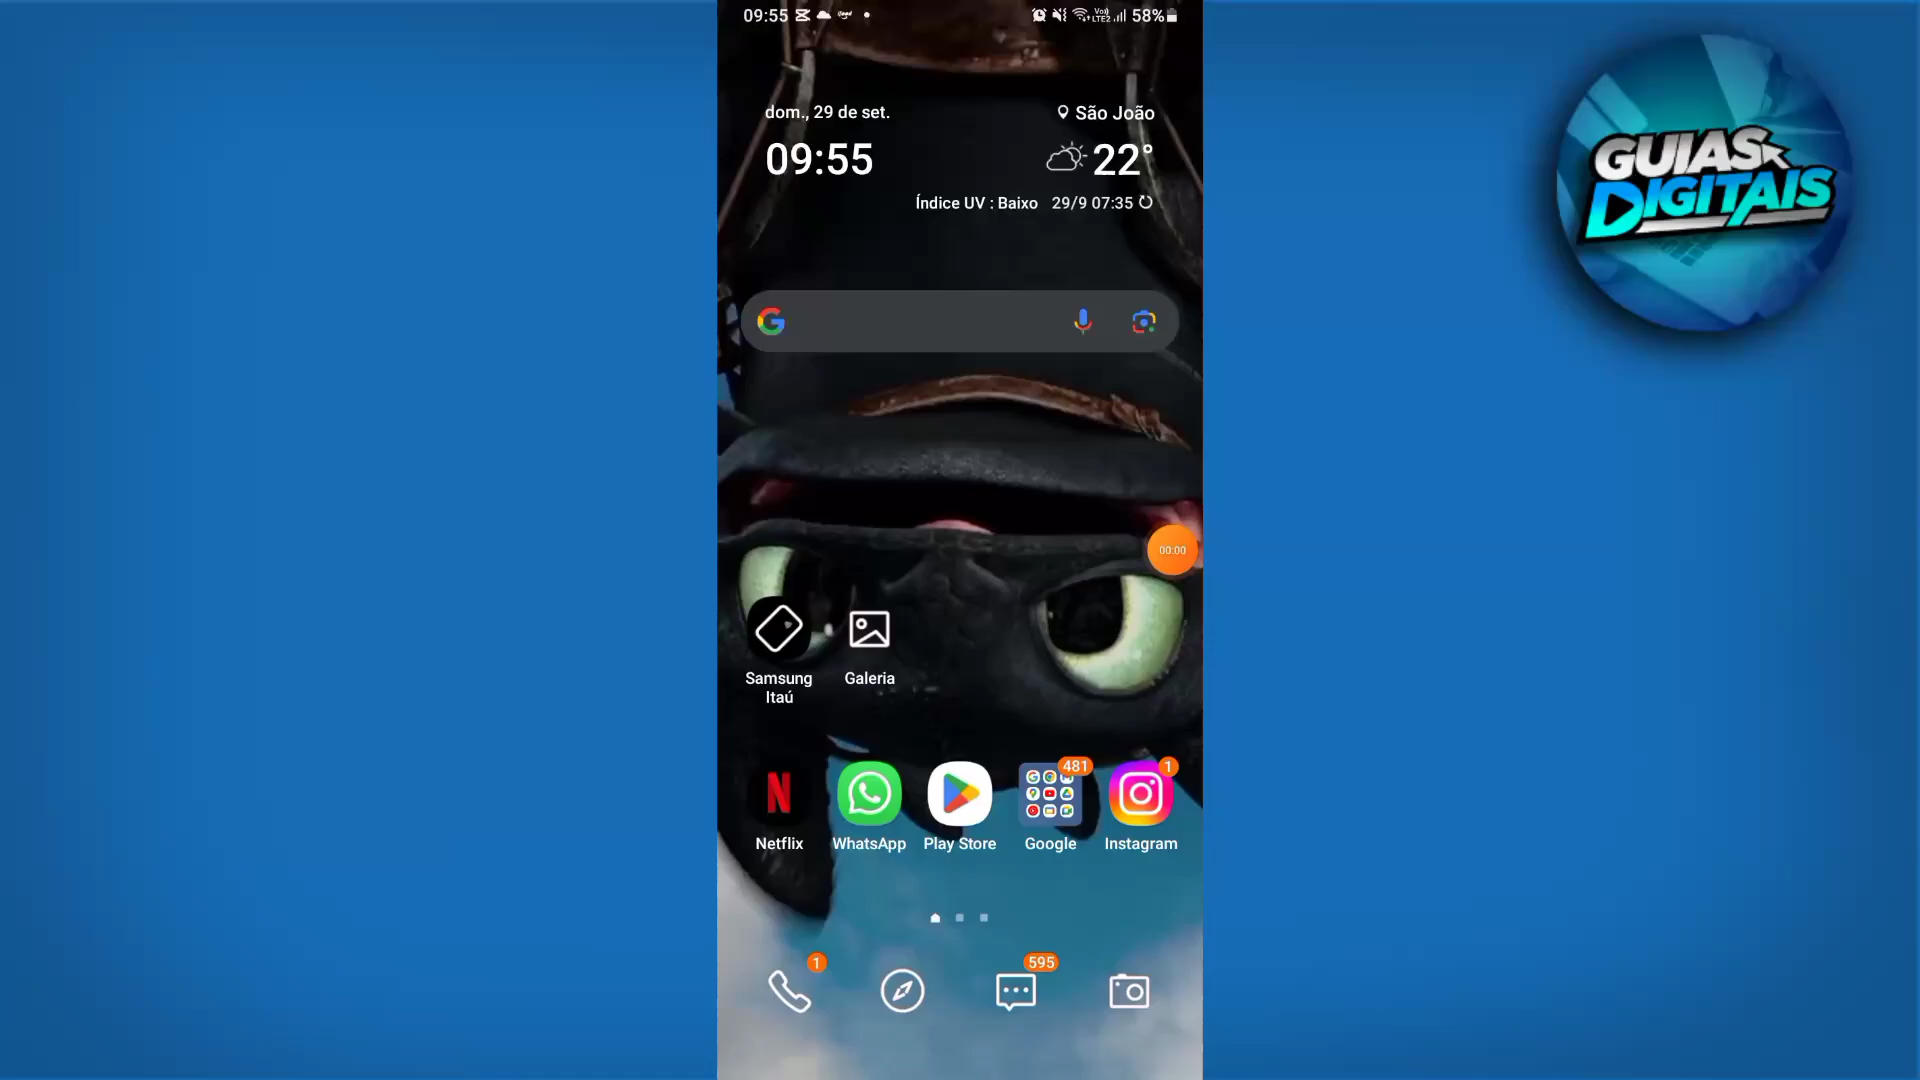 09:55
58%
GUIAS
DIGITAIS
dom., 29 de set.
São João
09:55
22°
Índice UV : Baixo 29/9 07:35
00:00
Samsung
Itaú
Galeria
481
1
Netflix
WhatsApp
Play Store
Google
Instagram
1
595